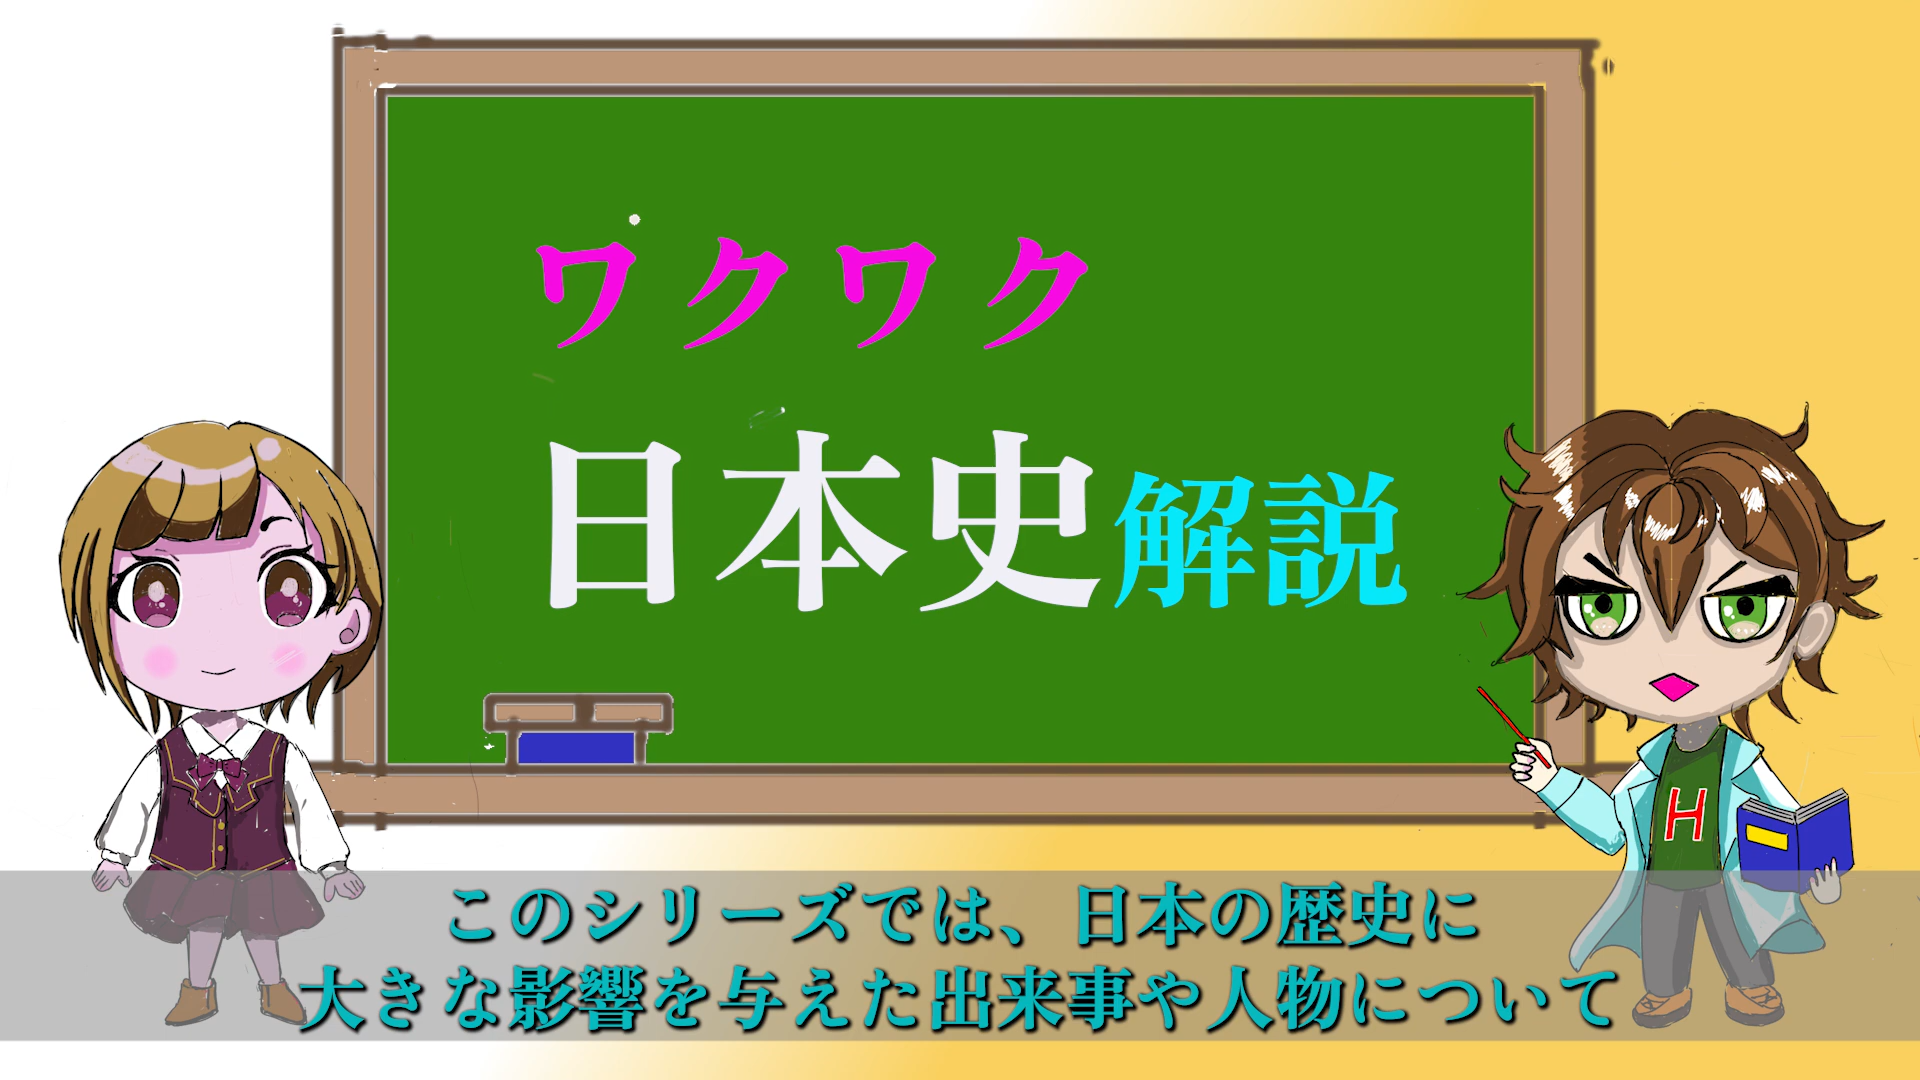 ワクワク
日本史解説
H
このシリーズでは、日本の歴史に
大きな影響を与えた出来事や人物について